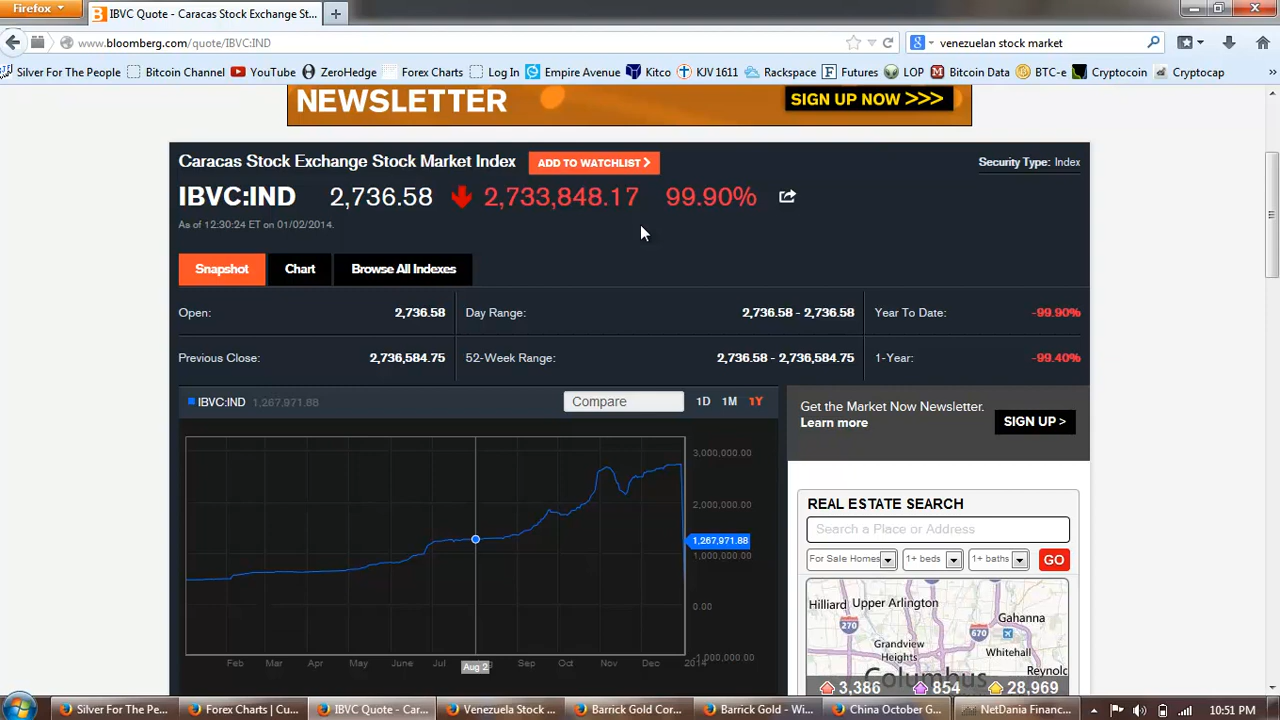 Firefox
IBVC Quote - Caracas Stock Exchange St...
www.bloomberg.com/quote/IBVC:IND
venezuelan stock market
Silver For The People
Bitcoin Channel
YouTube
ZeroHedge
Forex Charts
Log In
Empire Avenue
Kitco
KJV 1611
Rackspace
Futures
LOP
Bitcoin Data
BTC-e
Cryptocoin
Cryptocap
»
NEWSLETTER
SIGN UP NOW >>>
Caracas Stock Exchange Stock Market Index
ADD TO WATCHLIST
Security Type: Index
IBVC:IND 2,736.58 2,733,848.17 99.90%
As of 12:30:24 ET on 01/02/2014.
Snapshot
Chart
Browse All Indexes
Open: 2,736.58
Day Range: 2,736.58 - 2,736.58
Year To Date: -99.90%
Previous Close: 2,736,584.75
52-Week Range: 2,736.58 - 2,736,584.75
1-Year: -99.40%
IBVC:IND 1,267,971.88
Compare
1D 1M 1Y
3,000,000.00
2,000,000.00
1,267,971.88
1,000,000.00
0.00
-1,000,000.00
Feb Mar Apr May June Jul Sep Oct Nov Dec 2014
Aug 2
Get the Market Now Newsletter.
Learn more
SIGN UP >
REAL ESTATE SEARCH
Search a Place or Address
For Sale Homes
1+ beds
1+ baths
GO
Hilliard
Upper Arlington
Gahanna
270
670
Grandview
Heights
Whitehall
Reynol
Columbus
3,386
854
28,969
Silver For The Pe...
Forex Charts | Cu...
IBVC Quote - Car...
Venezuela Stock ...
Barrick Gold Cor...
Barrick Gold - Wi...
China October G...
NetDania Financ...
10:51 PM